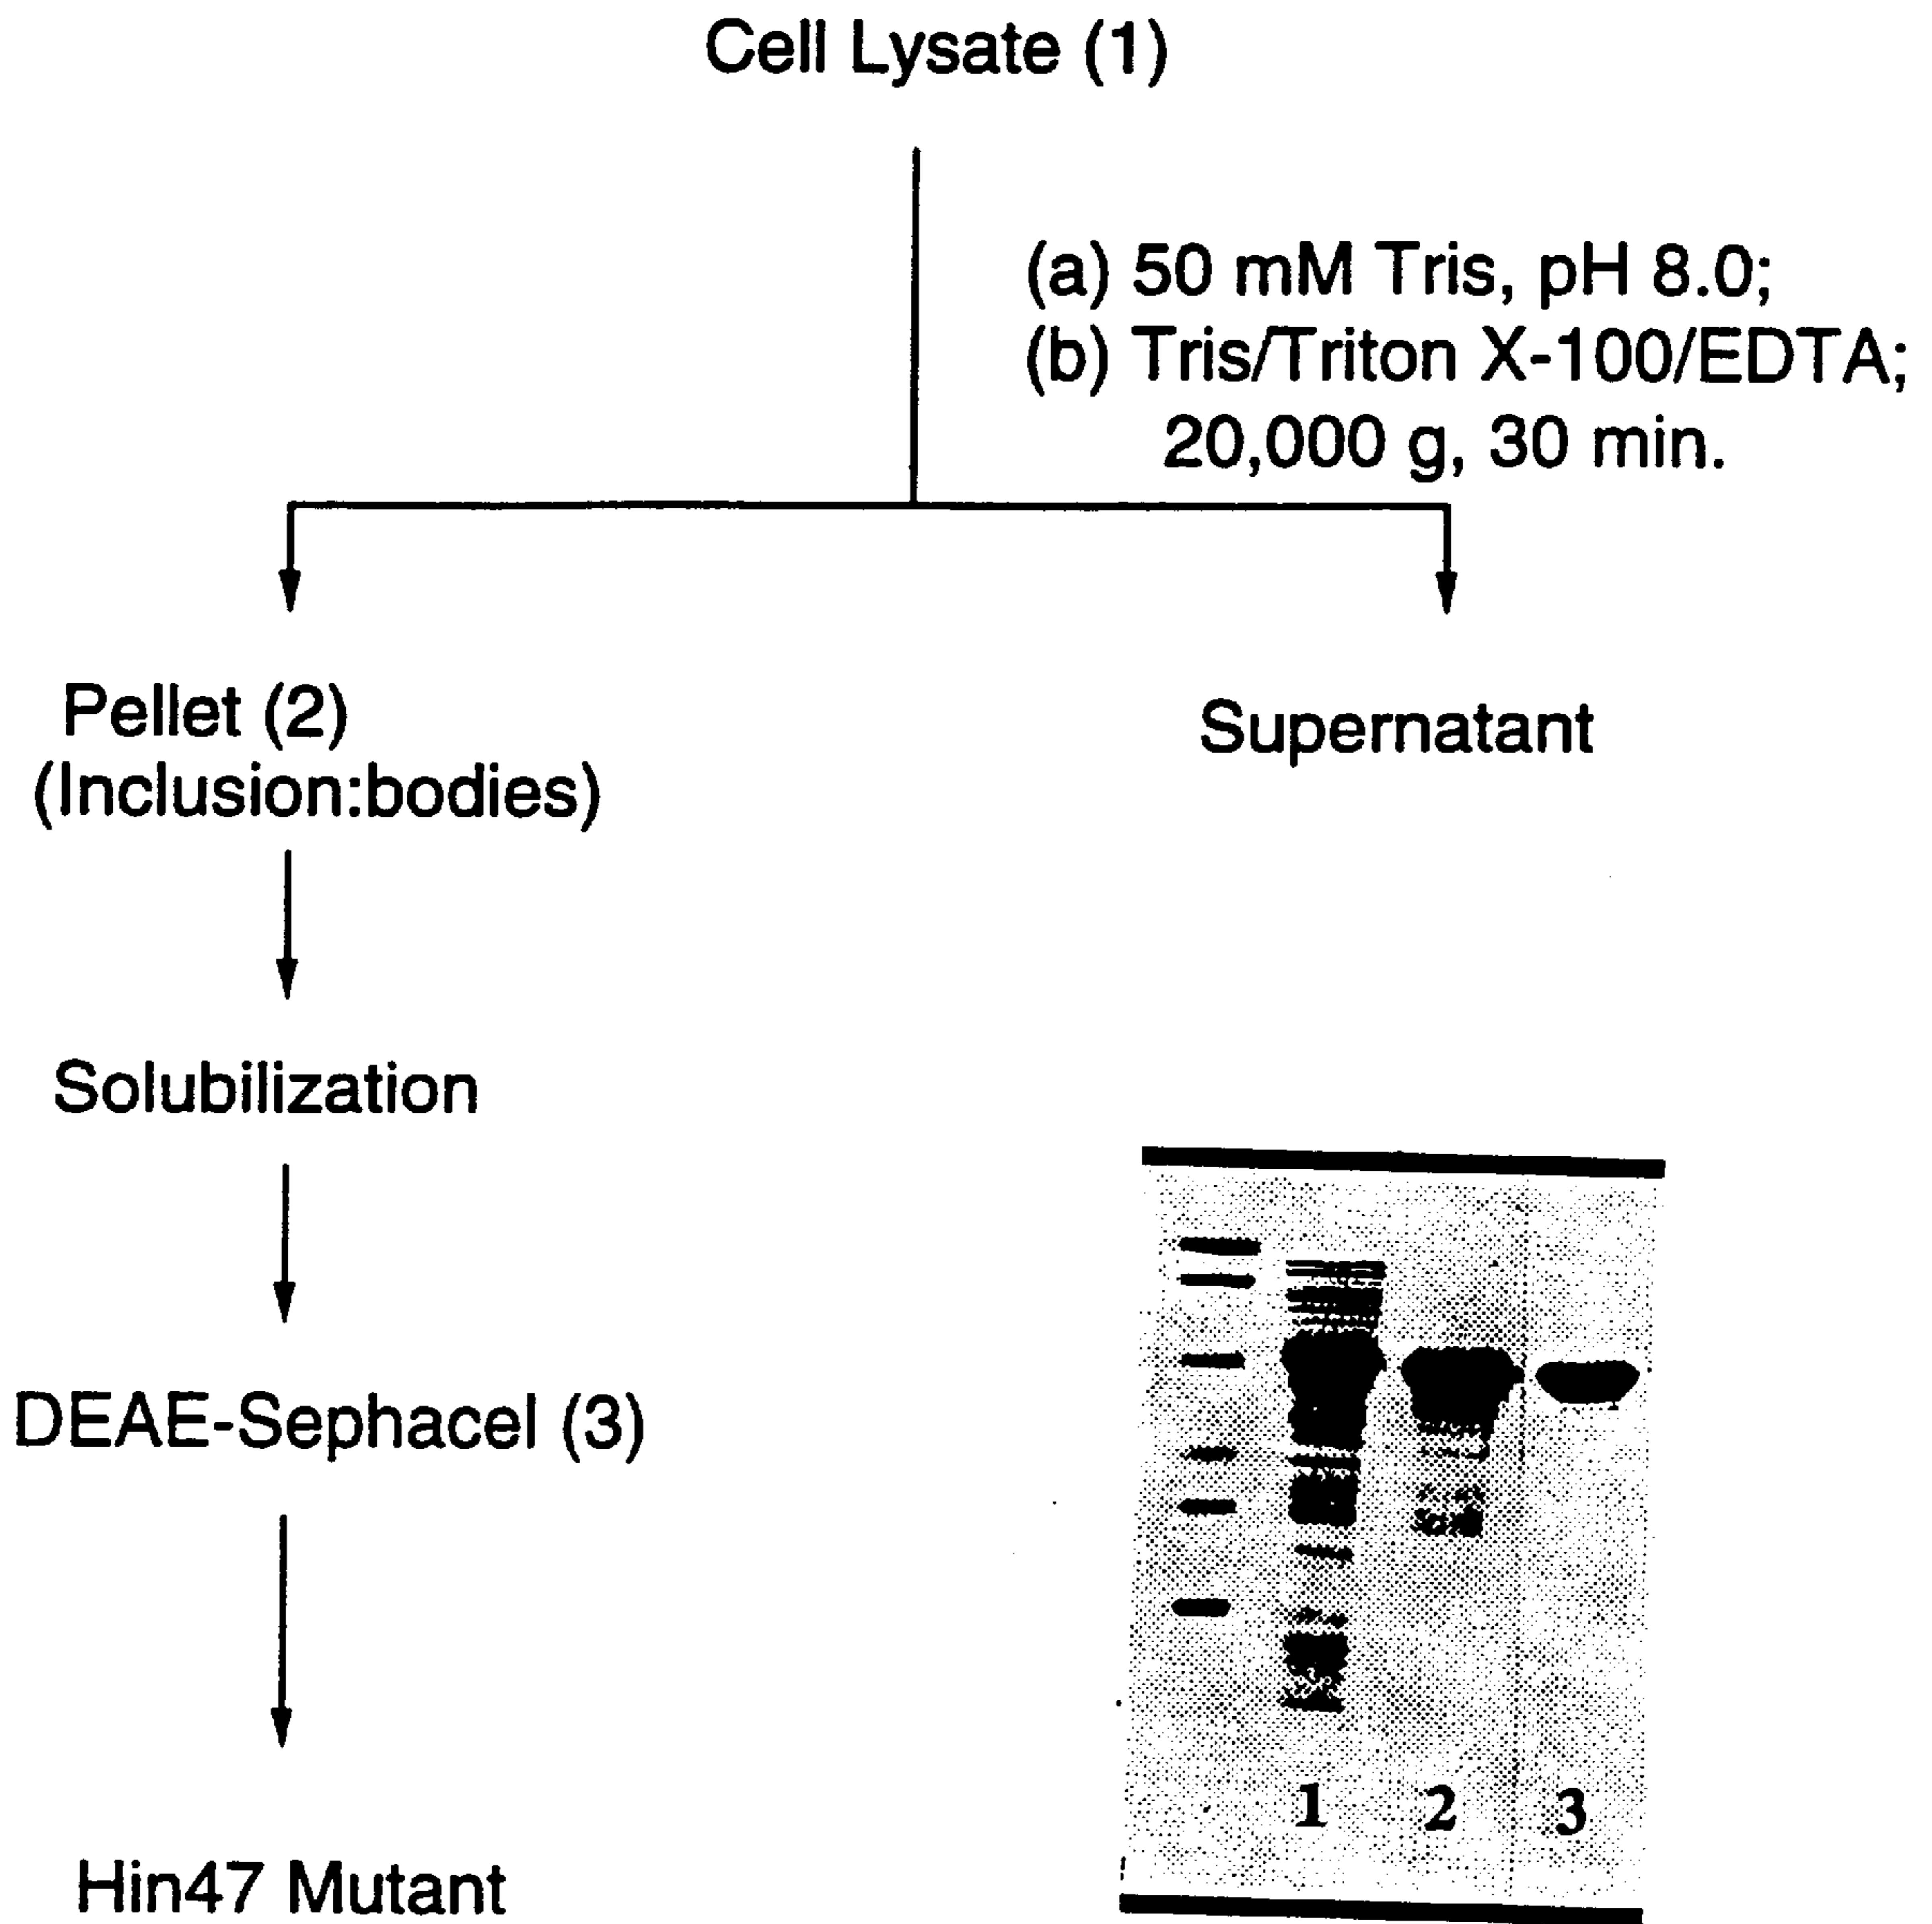 Cell Lysate (1)
(a) 50 mM Tris, pH 8.0;
(b) Tris/Triton X-100/EDTA;
20,000 g, 30 min.
Pellet (2)
(Inclusion:bodies)
Supernatant
Solubilization
DEAE-Sephacel (3)
Hin47 Mutant
1 2 3